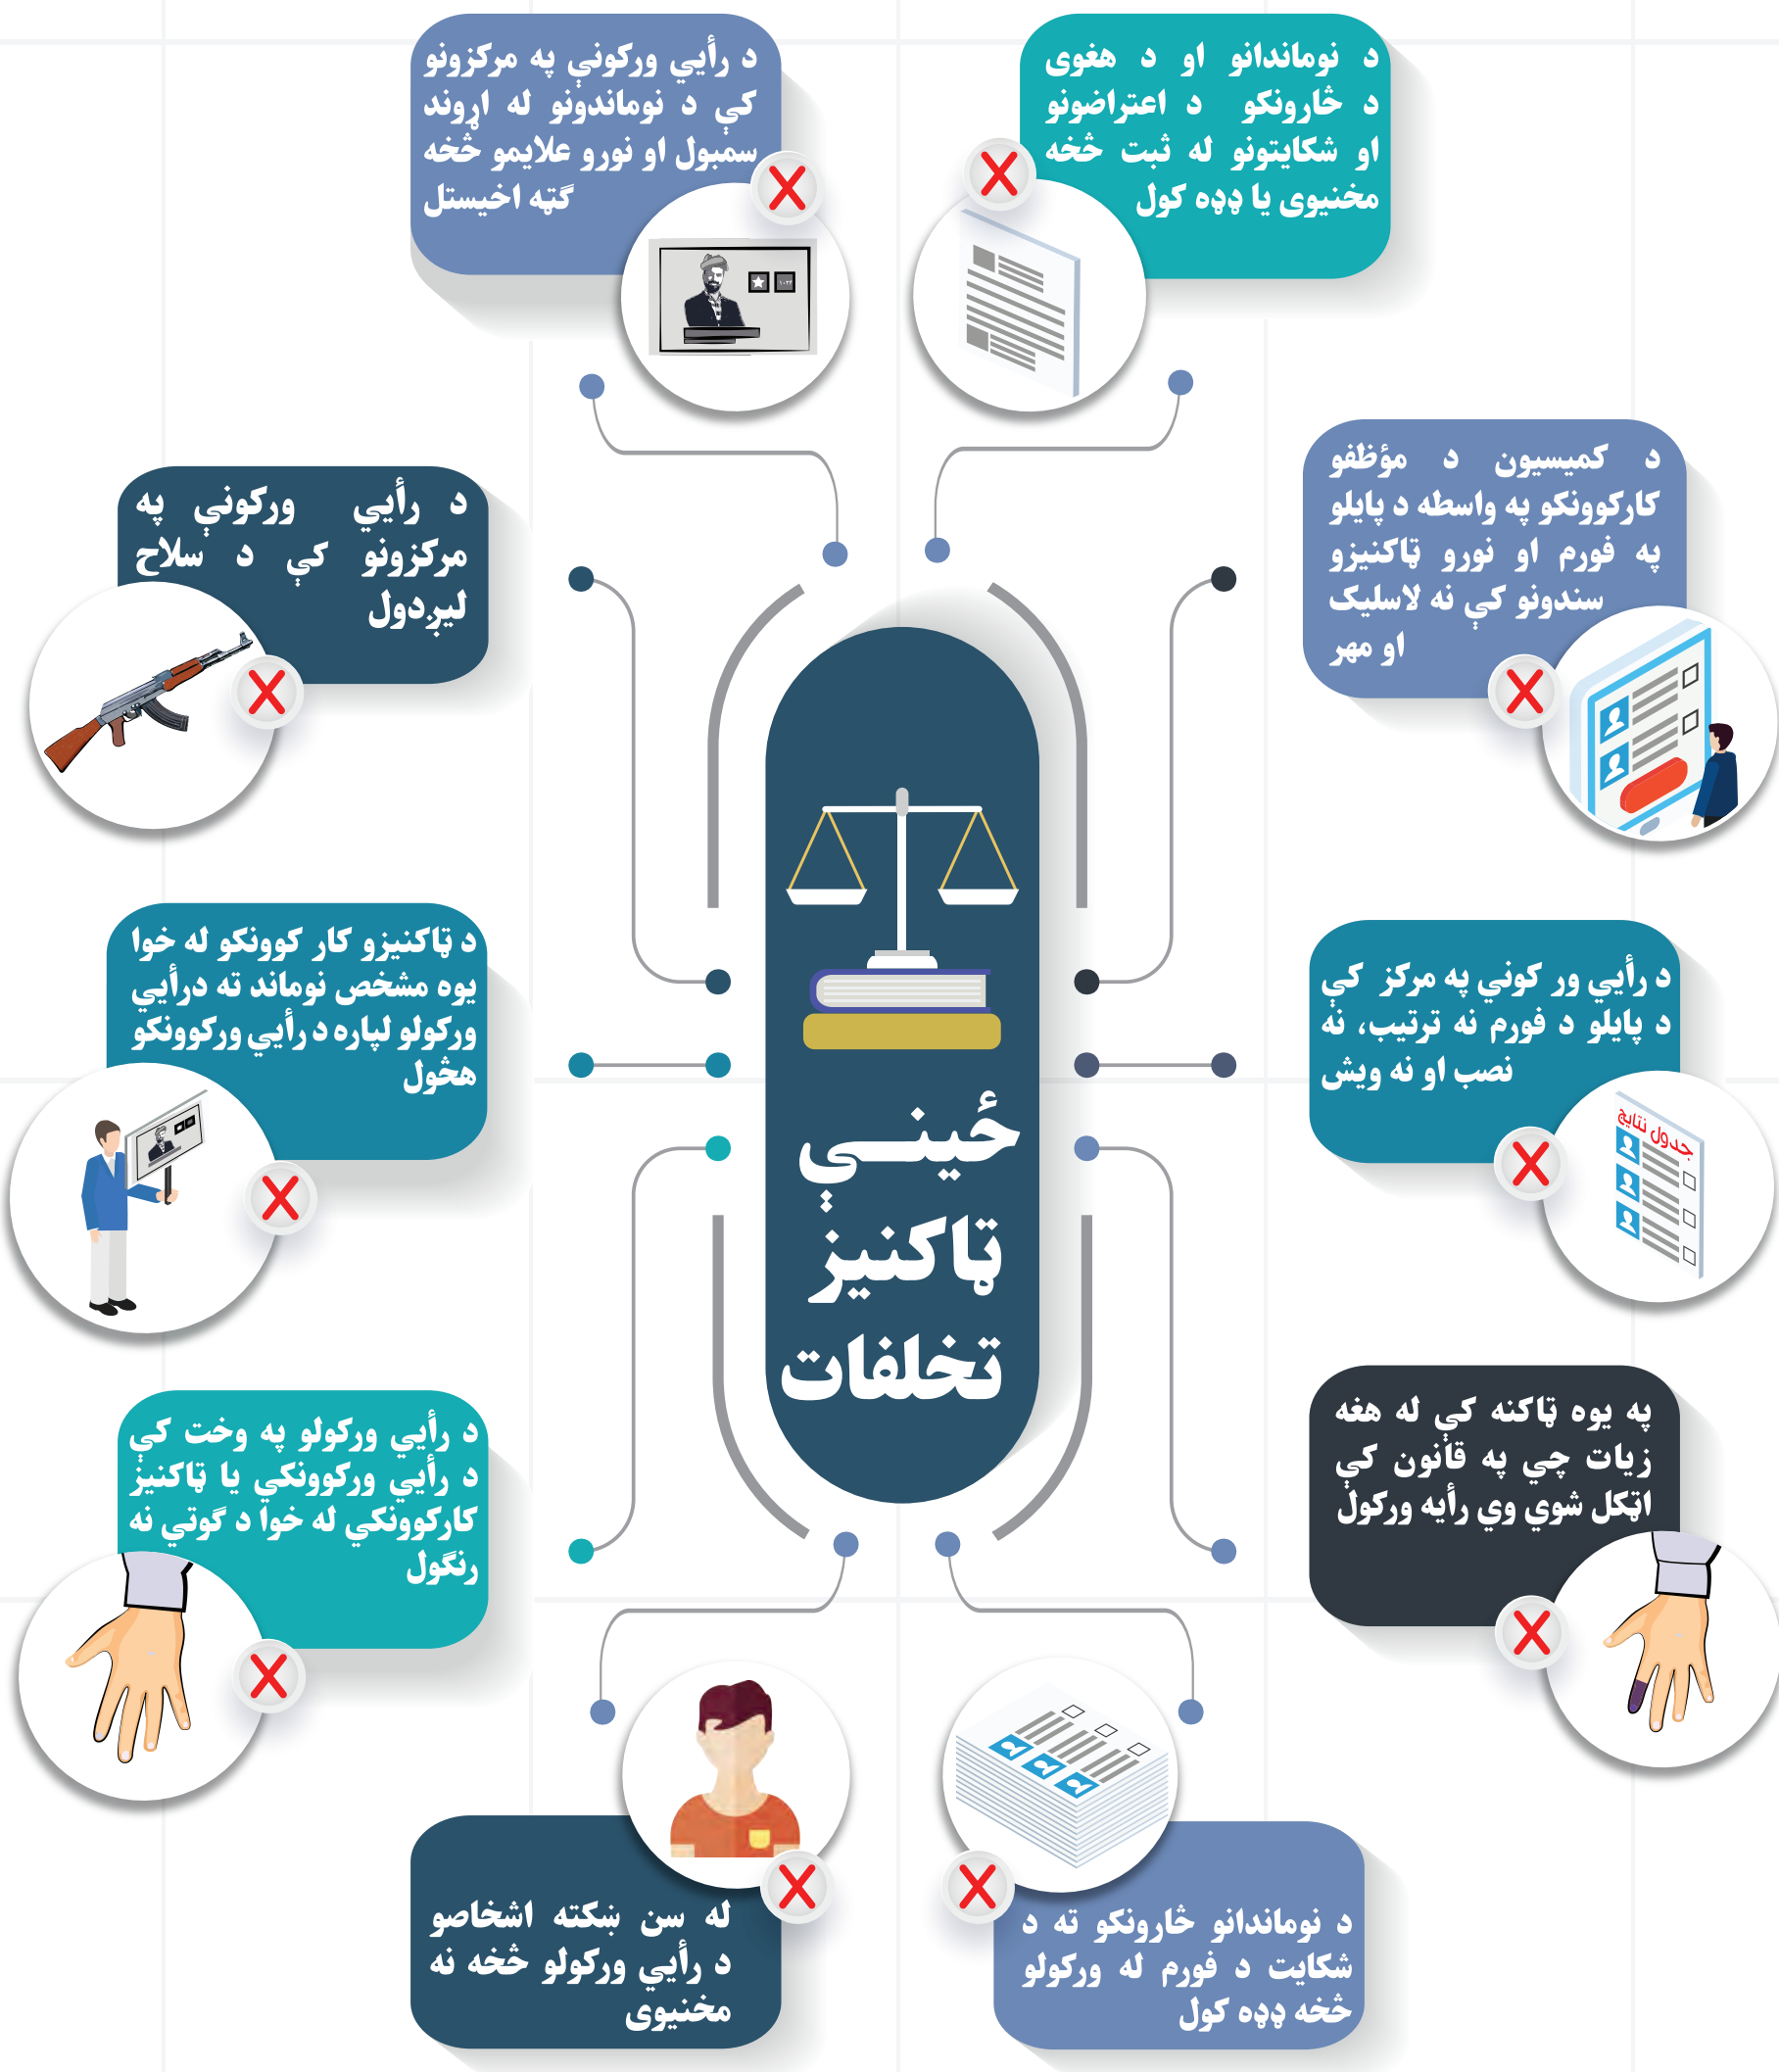 د نوماندانو او د هغوی
د څارونکو د اعتراضونو
او شکایتونو له ثبت څخه
مخنیوی یا ډډه کول
د رأیي ورکونې په مرکزونو
کې د نوماندونو له اړوند
سمبول او نورو علایمو څخه
ګټه اخیستل
۱۰۲۳
د کمیسیون د مؤظفو
کارکوونکو په واسطه د پایلو
په فورم او نورو ټاکنیزو
سندونو کې نه لاسلیک
او مهر
د رأیي ورکونې په
مرکزونو کې د سلاح
لیږدول
د رأیي ور کونې په مرکز کې
د پایلو د فورم نه ترتیب، نه
نصب او نه ویش
جدول نتایج
د ټاکنیزو کار کوونکو له خوا
یوه مشخص نوماند ته درأیي
ورکولو لپاره د رأیي ورکوونکو
هڅول
ځینې
ټاکنیز
تخلفات
په یوه ټاکنه کې له هغه
زیات چې په قانون کې
اټکل شوي وي رأیه ورکول
د رأیي ورکولو په وخت کې
د رأیي ورکوونکي یا ټاکنیز
کارکوونکي له خوا د ګوتې نه
رنګول
د نوماندانو څارونکو ته د
شکایت د فورم له ورکولو
څخه ډډه کول
له سن ښکته اشخاصو
د رأیي ورکولو څخه نه
مخنیوی